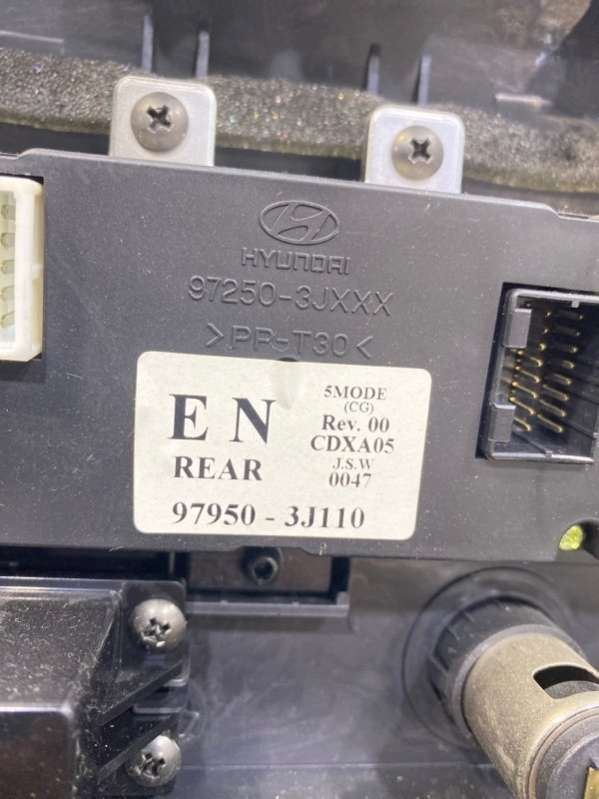 HYUNDAI
97250-3JXXX
>PP-T30<
E N
REAR
97950 - 3J110
5MODE
(CG)
Rev. 00
CDXA05
J.S.W
0047